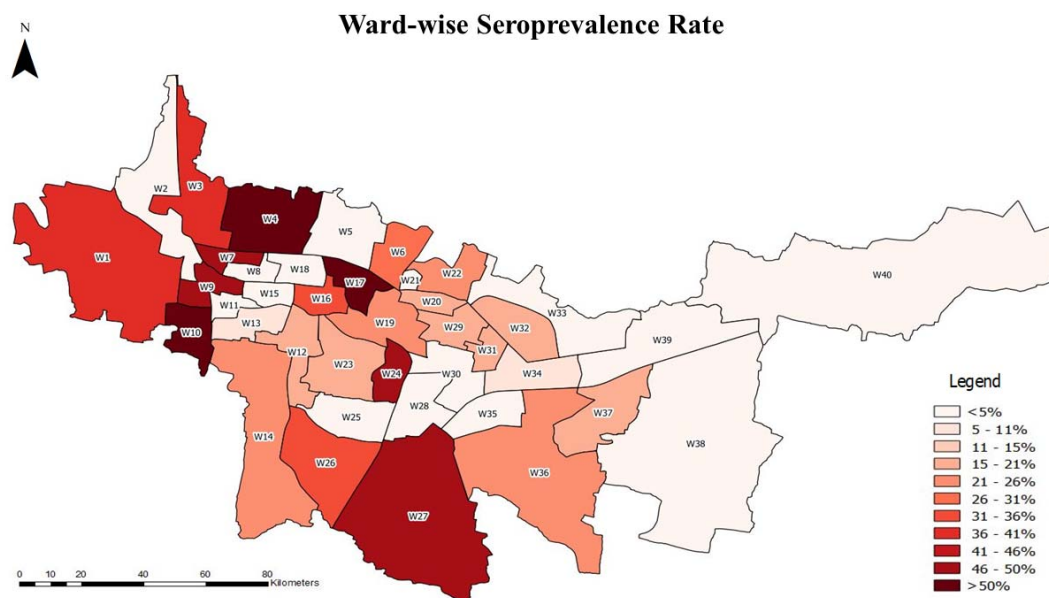 Ward-wise Seroprevalence Rate
N
W1
W2
W3
W4
W5
W6
W7
W8
W9
W10
W11
W12
W13
W14
W15
W16
W17
W18
W19
W20
W21
W22
W23
W24
W25
W26
W27
W28
W29
W30
W31
W32
W33
W34
W35
W36
W37
W38
W39
W40
Legend
<5%
5 - 11%
11 - 15%
15 - 21%
21 - 26%
26 - 31%
31 - 36%
36 - 41%
41 - 46%
46 - 50%
>50%
0 10 20 40 60 80
Kilometers